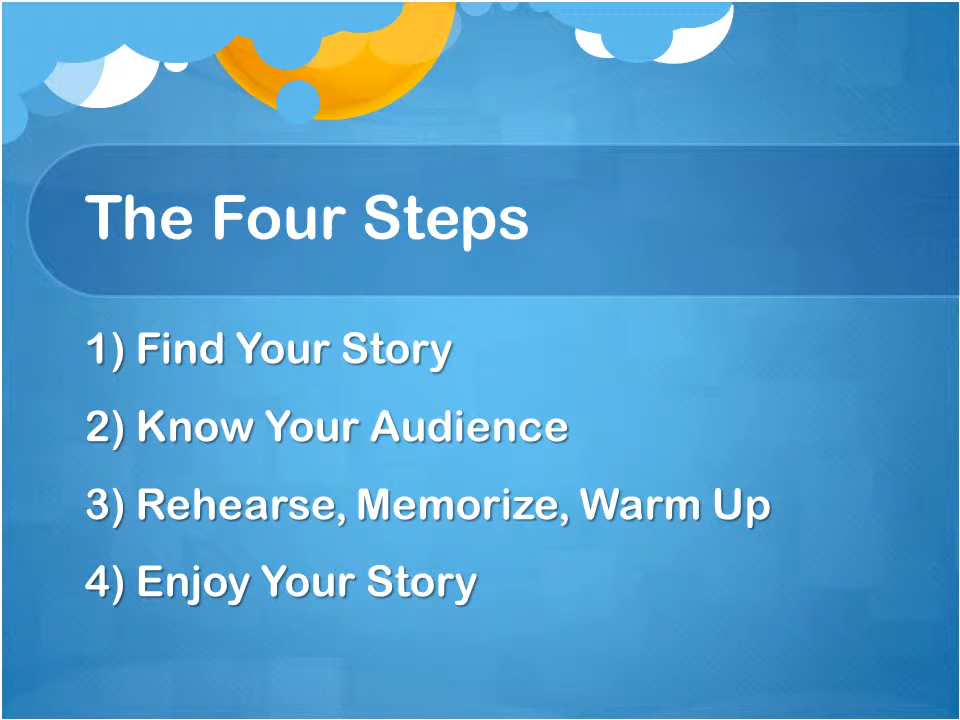 The Four Steps
1) Find Your Story
2) Know Your Audience
3) Rehearse, Memorize, Warm Up
4) Enjoy Your Story